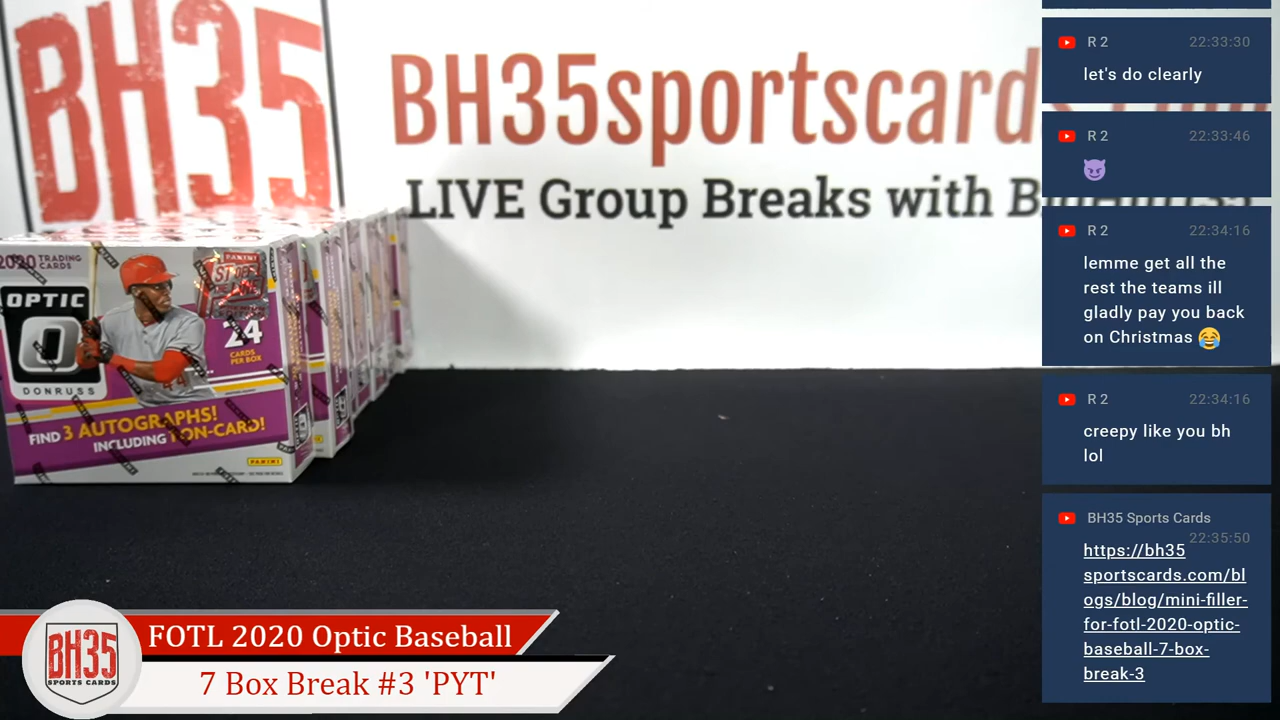 BH35
BH35sportscard
LIVE Group Breaks with B
2020 TRADING
CARDS
OPTIC
DONRUSS
PANINI
24
CARDS
PER BOX
FIND 3 AUTOGRAPHS!
INCLUDING 1 ON-CARD!
PANINI
BH35
SPORTS CARDS
FOTL 2020 Optic Baseball
7 Box Break #3 'PYT'
R 2
22:33:30
let's do clearly
R 2
22:33:46
R 2
22:34:16
lemme get all the
rest the teams ill
gladly pay you back
on Christmas 😂
R 2
22:34:16
creepy like you bh
lol
BH35 Sports Cards
22:35:50
https://bh35
sportscards.com/bl
ogs/blog/mini-filler-
for-fotl-2020-optic-
baseball-7-box-
break-3